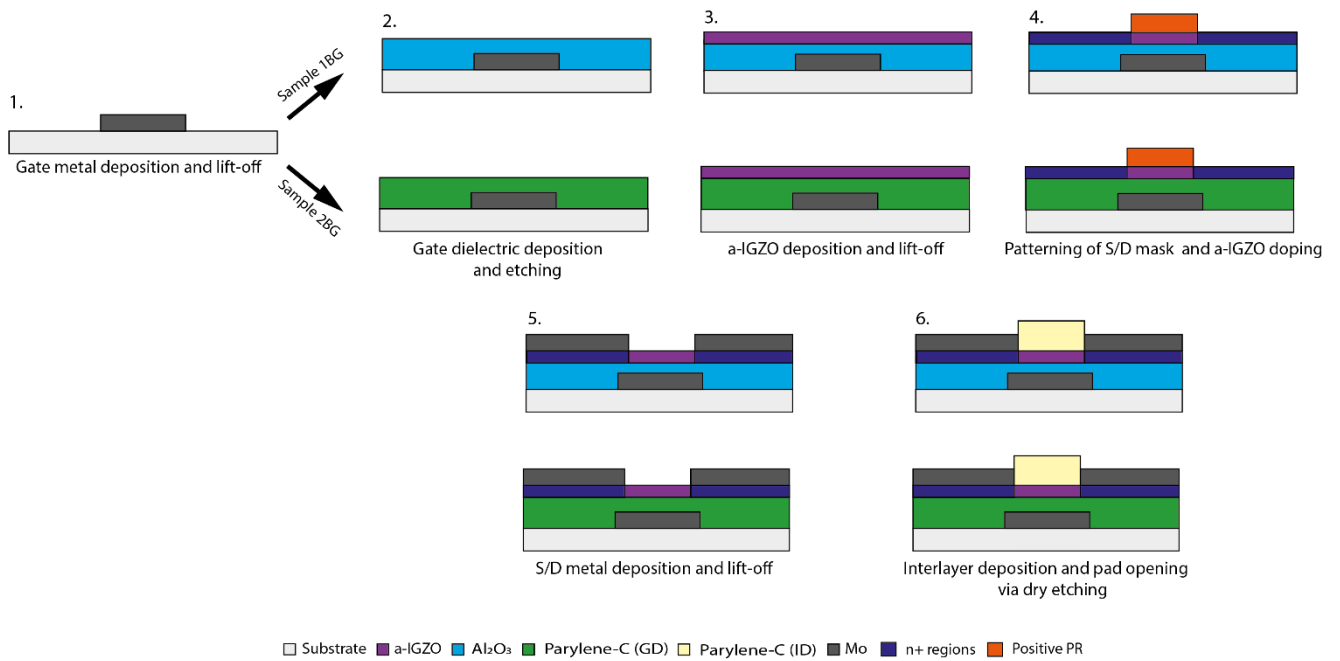 1.
Gate metal deposition and lift-off
Sample 1BG
Sample 2BG
2.
Gate dielectric deposition
and etching
3.
a-IGZO deposition and lift-off
4.
Patterning of S/D mask and a-IGZO doping
5.
S/D metal deposition and lift-off
6.
Interlayer deposition and pad opening
via dry etching
Substrate a-IGZO Al₂O₃ Parylene-C (GD) Parylene-C (ID) Mo n+ regions Positive PR